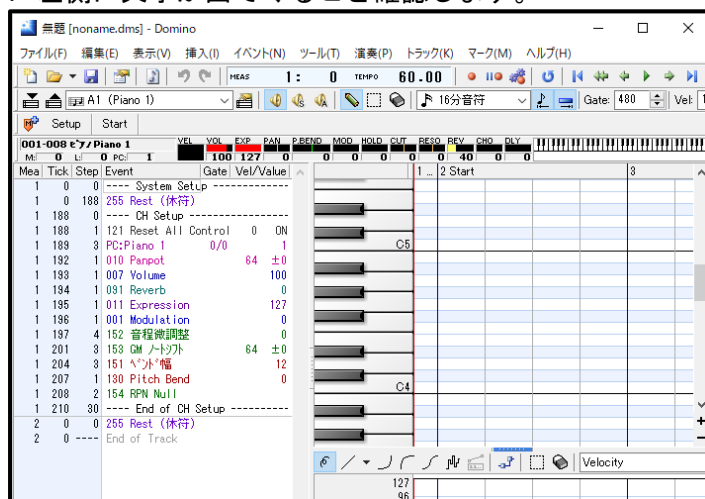 無題 [noname.dms] - Domino
ファイル(F) 編集(E) 表示(V) 挿入(I) イベント(N) ツール(T) 演奏(P) トラック(K) マーク(M) ヘルプ(H)
MEAS 1: 0 TEMPO 60.00
A1 (Piano 1) 16分音符 Gate: 480 Vel:
Setup Start
001-008 ﾋﾟｱﾉPiano 1 VEL VOL EXP PAN P.BEND MOD HOLD CUT RESO REV CHO DLY
M: 0 L: 0 PC: 1 100 127 0 0 0 0 0 0 40 0 0
Mea Tick Step Event Gate Vel/Value 1 ... 2 Start 3
1 0 0 ---- System Setup -------------
1 0 188 255 Rest (休符)
1 188 0 ---- CH Setup -----------------
1 188 1 121 Reset All Control 0 ON
1 189 3 PC:Piano 1 0/0 1
1 192 1 010 Panpot 64 ±0
1 193 1 007 Volume 100
1 194 1 091 Reverb 0
1 195 1 011 Expression 127
1 196 1 001 Modulation 0
1 197 4 152 音程微調整 0
1 201 3 153 GM ﾉｰﾄｼﾌﾄ 64 ±0
1 204 3 151 ﾍﾞﾝﾄﾞ幅 12
1 207 1 130 Pitch Bend 0
1 208 2 154 RPN Null
1 210 30 ---- End of CH Setup ----------
2 0 0 255 Rest (休符)
2 0 ---- End of Track
C5
C4
Velocity
127
96